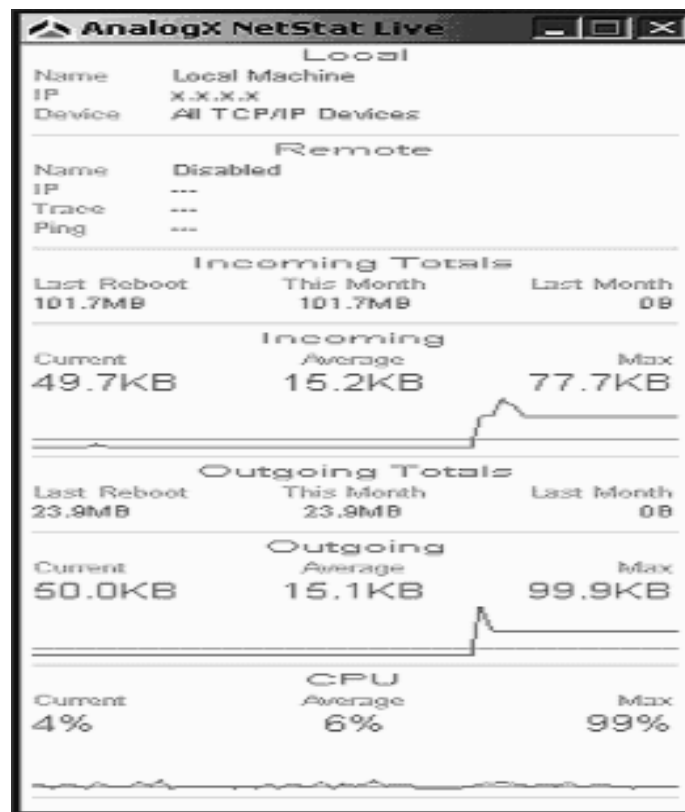 AnalogX NetStat Live
Local
Name Local Machine
IP x.x.x.x
Device All TCP/IP Devices
Remote
Name Disabled
IP ---
Trace ---
Ping ---
Incoming Totals
Last Reboot This Month Last Month
101.7MB 101.7MB 0B
Incoming
Current Average Max
49.7KB 15.2KB 77.7KB
Outgoing Totals
Last Reboot This Month Last Month
23.9MB 23.9MB 0B
Outgoing
Current Average Max
50.0KB 15.1KB 99.9KB
CPU
Current Average Max
4% 6% 99%